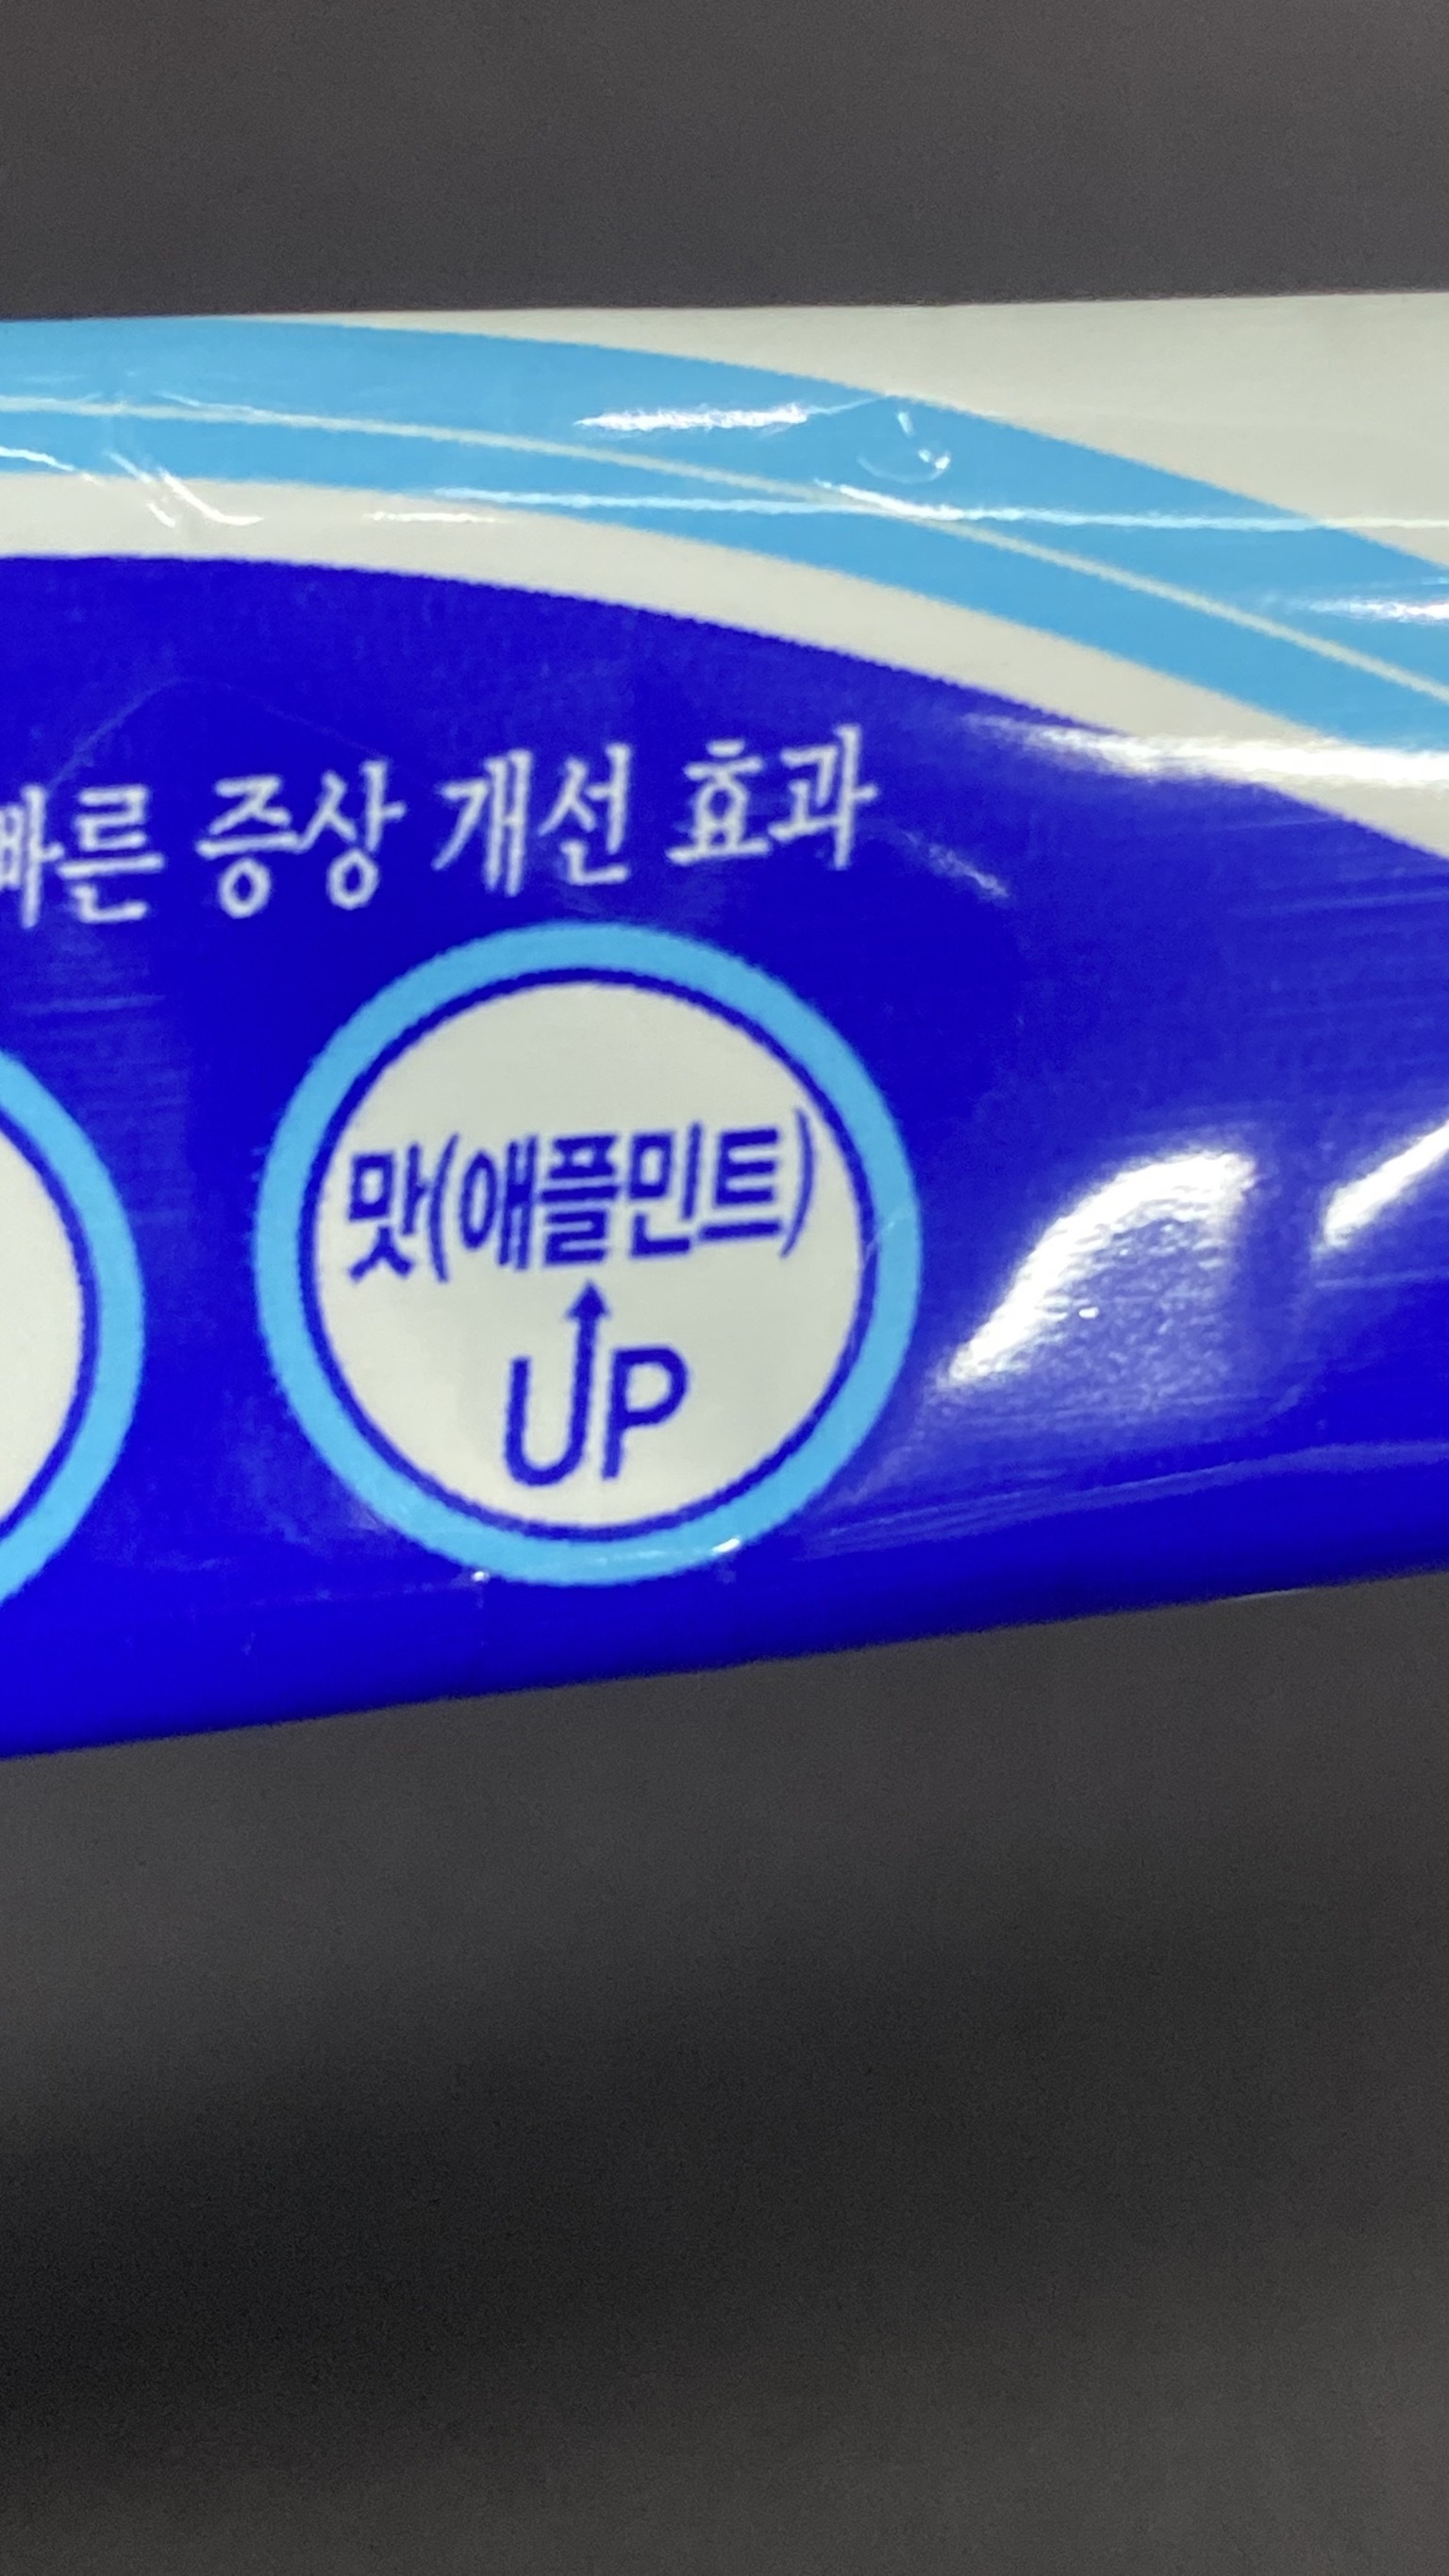 빠른 증상 개선 효과
맛(애플민트)
UP